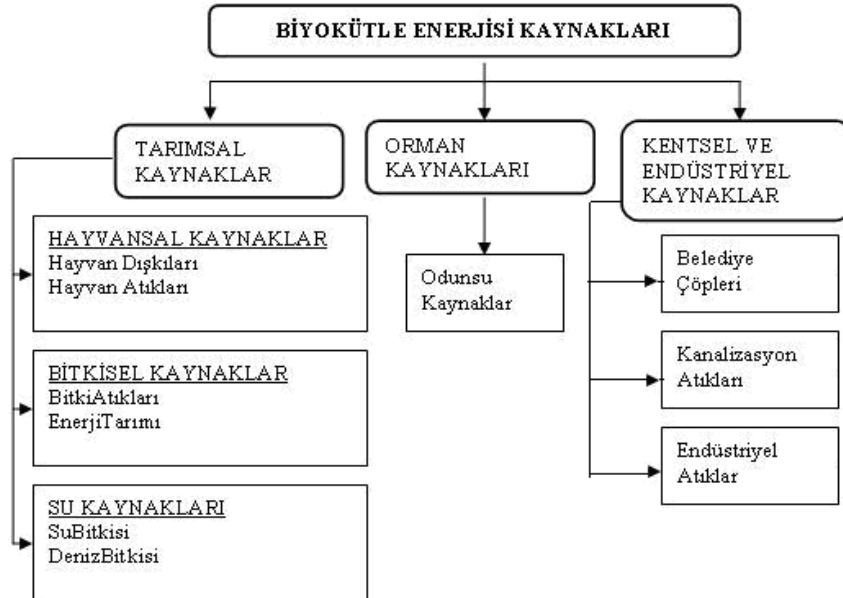 BİYOKÜTLE ENERJİSİ KAYNAKLARI
TARIMSAL
KAYNAKLAR
HAYVANSAL KAYNAKLAR
Hayvan Dışkıları
Hayvan Atıkları
BİTKİSEL KAYNAKLAR
BitkiAtıkları
EnerjiTarımı
SU KAYNAKLARI
SuBitkisi
DenizBitkisi
ORMAN
KAYNAKLARI
Odunsu
Kaynaklar
KENTSEL VE
ENDÜSTRİYEL
KAYNAKLAR
Belediye
Çöpleri
Kanalizasyon
Atıkları
Endüstriyel
Atıklar